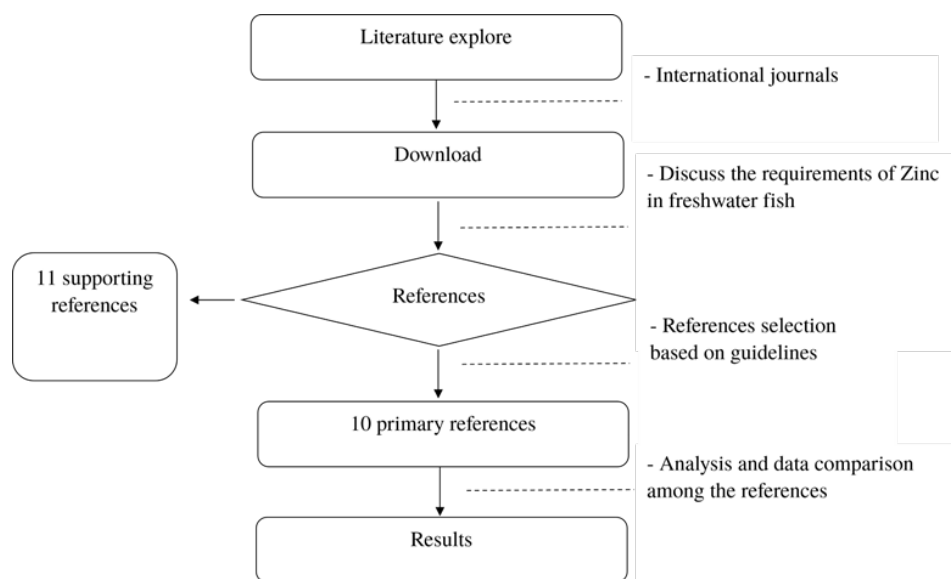 Literature explore
- International journals
Download
- Discuss the requirements of Zinc
in freshwater fish
11 supporting
references
References
- References selection
based on guidelines
10 primary references
- Analysis and data comparison
among the references
Results